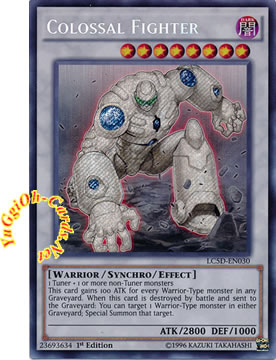 COLOSSAL FIGHTER
DARK
闇
YuGgiOh-Cards.Net
LC5D-EN030
[WARRIOR / SYNCHRO/ EFFECT]
1 Tuner + 1 or more non-Tuner monsters
This card gains 100 ATK for every Warrior-Type monster in any
Graveyard. When this card is destroyed by battle and sent to
the Graveyard: You can target 1 Warrior-Type monster in either
Graveyard; Special Summon that target.
ATK/2800 DEF/1000
23693634 1st Edition ©1996 KAZUKI TAKAHASHI